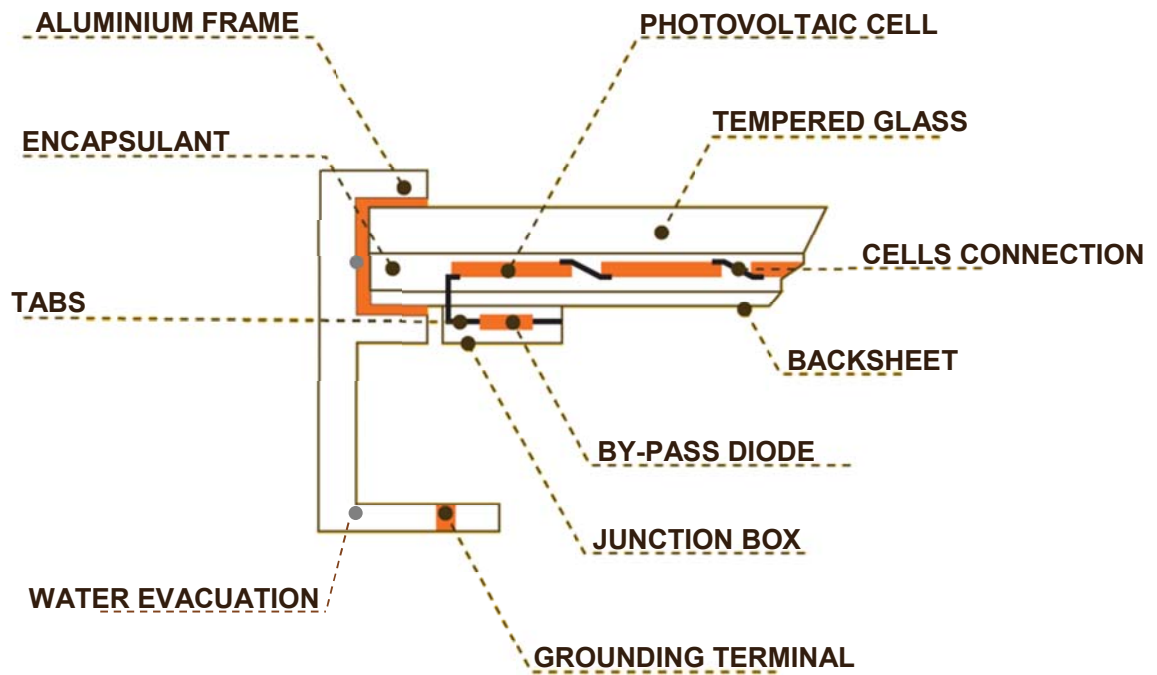 ALUMINIUM FRAME
PHOTOVOLTAIC CELL
TEMPERED GLASS
ENCAPSULANT
CELLS CONNECTION
TABS
BACKSHEET
BY-PASS DIODE
JUNCTION BOX
WATER EVACUATION
GROUNDING TERMINAL